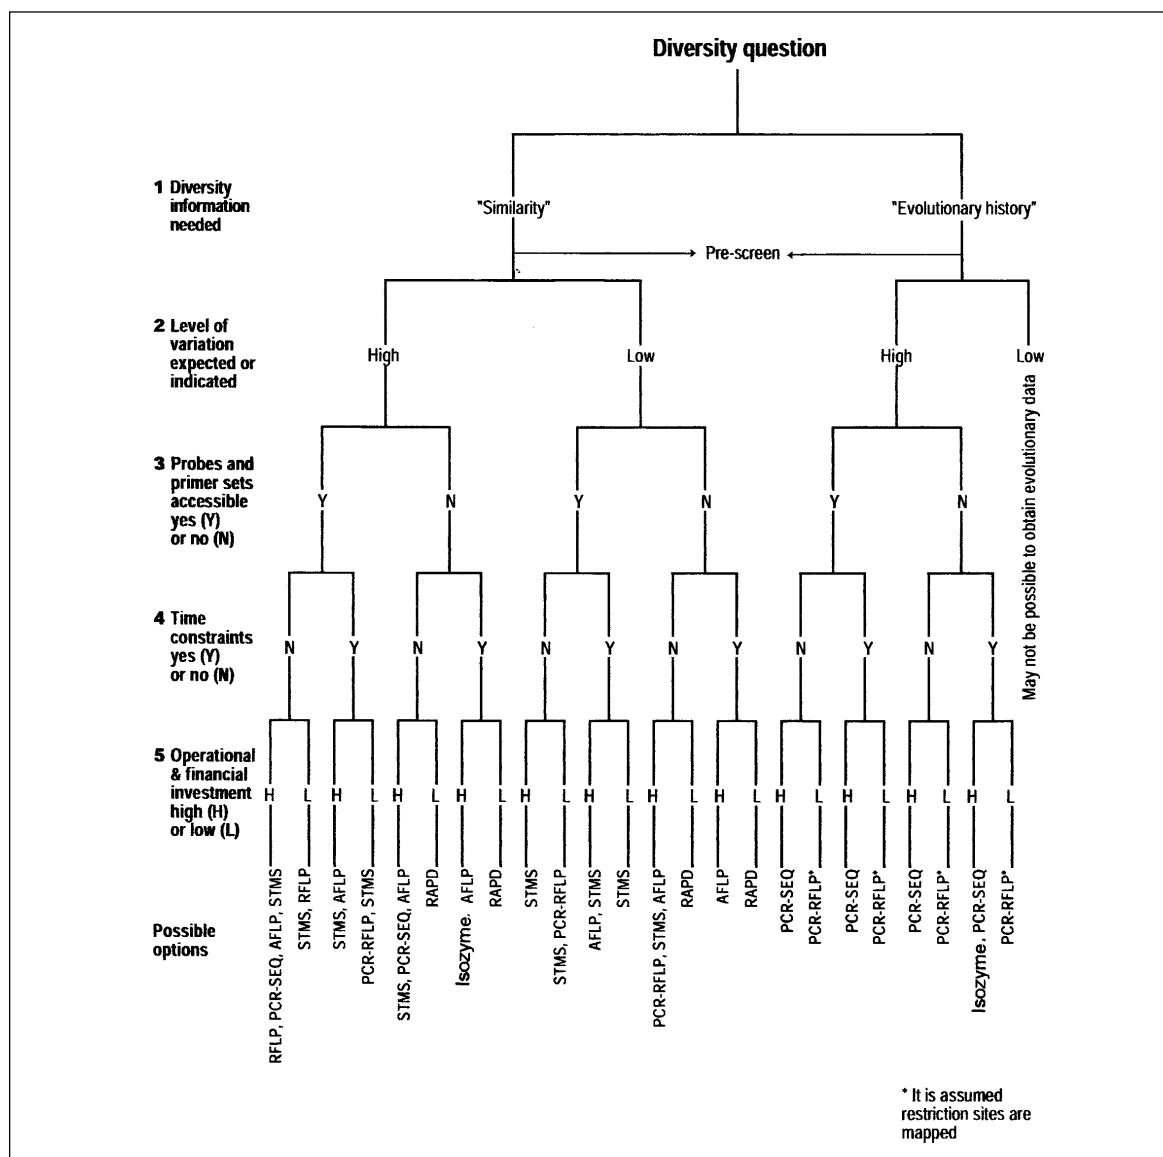 Diversity question
1 Diversity
information
needed
"Similarity"
"Evolutionary history"
Pre-screen
2 Level of
variation
expected or
indicated
High
Low
High
Low
May not be possible to obtain evolutionary data
3 Probes and
primer sets
accessible
yes (Y)
or no (N)
Y
N
Y
N
Y
N
4 Time
constraints
yes (Y)
or no (N)
N
Y
N
Y
N
Y
N
Y
N
Y
N
Y
5 Operational
& financial
investment
high (H)
or low (L)
H
L
H
L
H
L
H
L
H
L
H
L
H
L
H
L
H
L
H
L
H
L
H
L
Possible
options
RFLP, PCR-SEQ, AFLP, STMS
STMS, RFLP
STMS, AFLP
PCR-RFLP, STMS
STMS, PCR-SEQ, AFLP
RAPD
Isozyme. AFLP
RAPD
STMS
STMS, PCR-RFLP
AFLP, STMS
STMS
PCR-RFLP, STMS, AFLP
RAPD
AFLP
RAPD
PCR-SEQ
PCR-RFLP*
PCR-SEQ
PCR-RFLP*
PCR-SEQ
PCR-RFLP*
Isozyme, PCR-SEQ
PCR-RFLP*
* It is assumed
restriction sites are
mapped